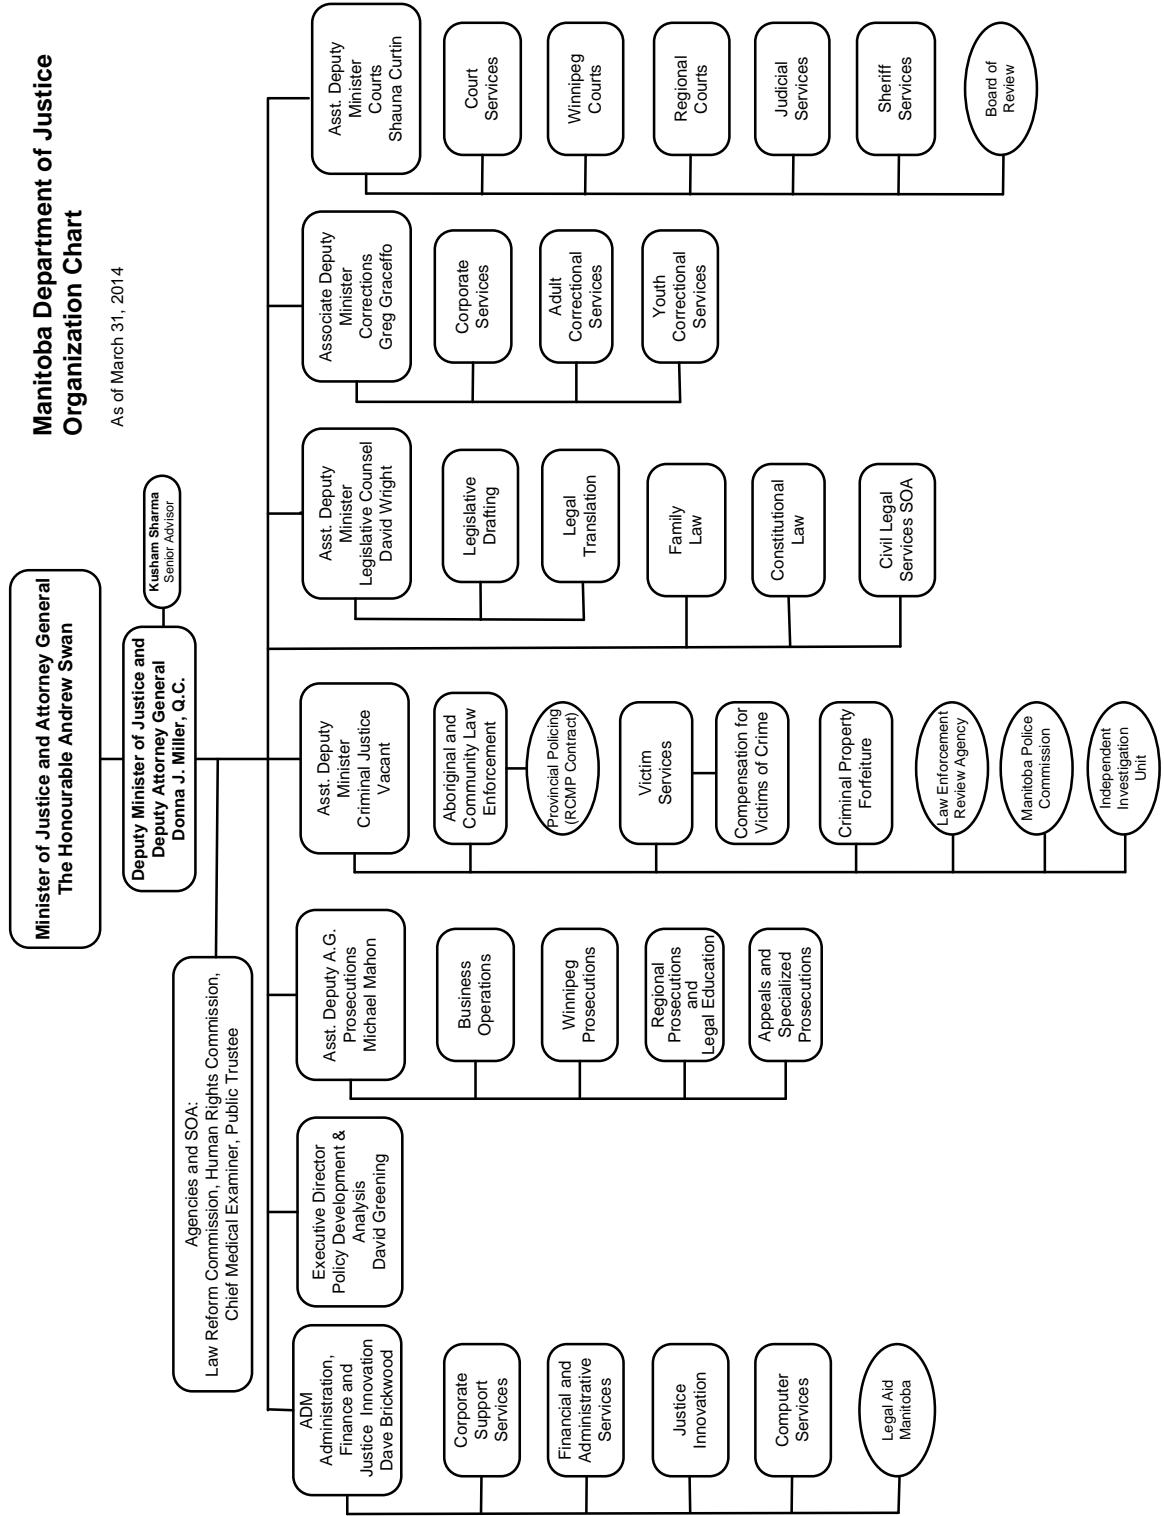 Manitoba Department of Justice
Organization Chart
As of March 31, 2014
Minister of Justice and Attorney General
The Honourable Andrew Swan
Deputy Minister of Justice and
Deputy Attorney General
Donna J. Miller, Q.C.
Kusham Sharma
Senior Advisor
Agencies and SOA:
Law Reform Commission, Human Rights Commission,
Chief Medical Examiner, Public Trustee
ADM
Administration,
Finance and
Justice Innovation
Dave Brickwood
Corporate
Support
Services
Financial and
Administrative
Services
Justice
Innovation
Computer
Services
Legal Aid
Manitoba
Executive Director
Policy Development &
Analysis
David Greening
Asst. Deputy A.G.
Prosecutions
Michael Mahon
Business
Operations
Winnipeg
Prosecutions
Regional
Prosecutions
and
Legal Education
Appeals and
Specialized
Prosecutions
Asst. Deputy
Minister
Criminal Justice
Vacant
Aboriginal and
Community Law
Enforcement
Provincial Policing
(RCMP Contract)
Victim
Services
Compensation for
Victims of Crime
Criminal Property
Forfeiture
Law Enforcement
Review Agency
Manitoba Police
Commission
Independent
Investigation
Unit
Asst. Deputy
Minister
Legislative Counsel
David Wright
Legislative
Drafting
Legal
Translation
Family
Law
Constitutional
Law
Civil Legal
Services SOA
Associate Deputy
Minister
Corrections
Greg Graceffo
Corporate
Services
Adult
Correctional
Services
Youth
Correctional
Services
Asst. Deputy
Minister
Courts
Shauna Curtin
Court
Services
Winnipeg
Courts
Regional
Courts
Judicial
Services
Sheriff
Services
Board of
Review